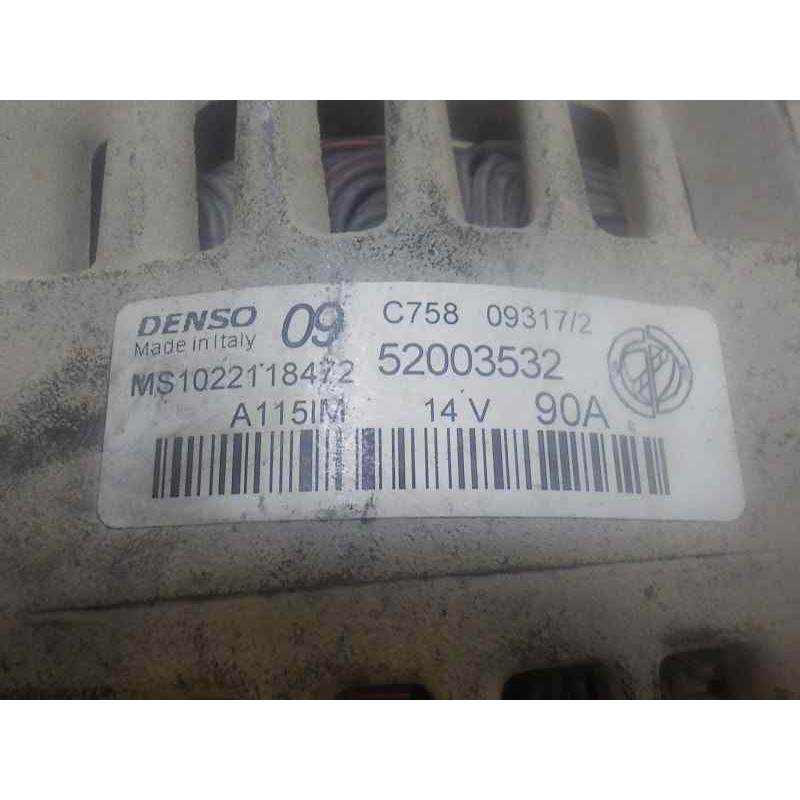 DENSO 09 C758 09317/2
Made in Italy
MS1022118472 52003532
A115IM 14 V 90A